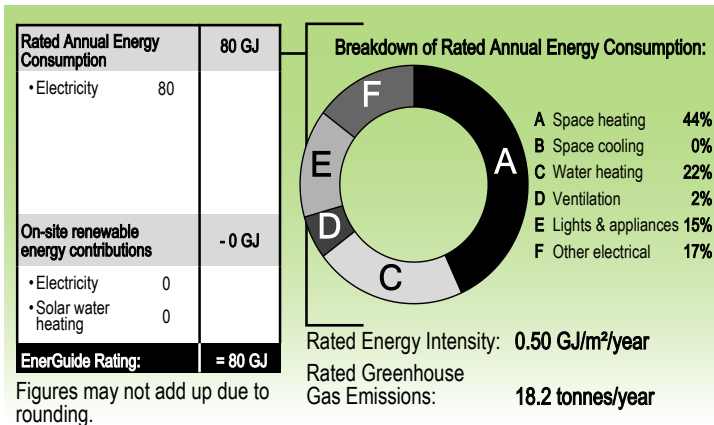 Rated Annual Energy
Consumption
80 GJ
• Electricity 80
On-site renewable
energy contributions
- 0 GJ
• Electricity 0
• Solar water
heating
0
EnerGuide Rating: = 80 GJ
Figures may not add up due to
rounding.
Breakdown of Rated Annual Energy Consumption:
A
B
C
D
E
F
A Space heating 44%
B Space cooling 0%
C Water heating 22%
D Ventilation 2%
E Lights & appliances 15%
F Other electrical 17%
Rated Energy Intensity: 0.50 GJ/m²/year
Rated Greenhouse
Gas Emissions: 18.2 tonnes/year